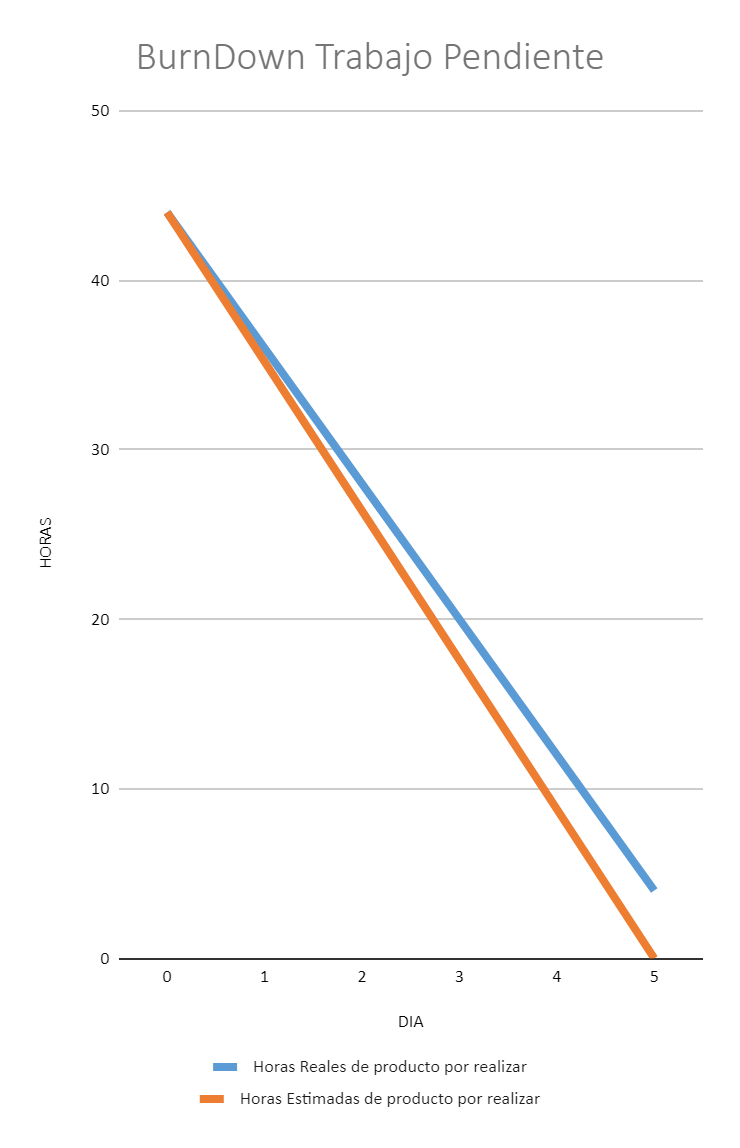 BurnDown Trabajo Pendiente
50
40
30
20
10
0
HORAS
0 1 2 3 4 5
DIA
Horas Reales de producto por realizar
Horas Estimadas de producto por realizar